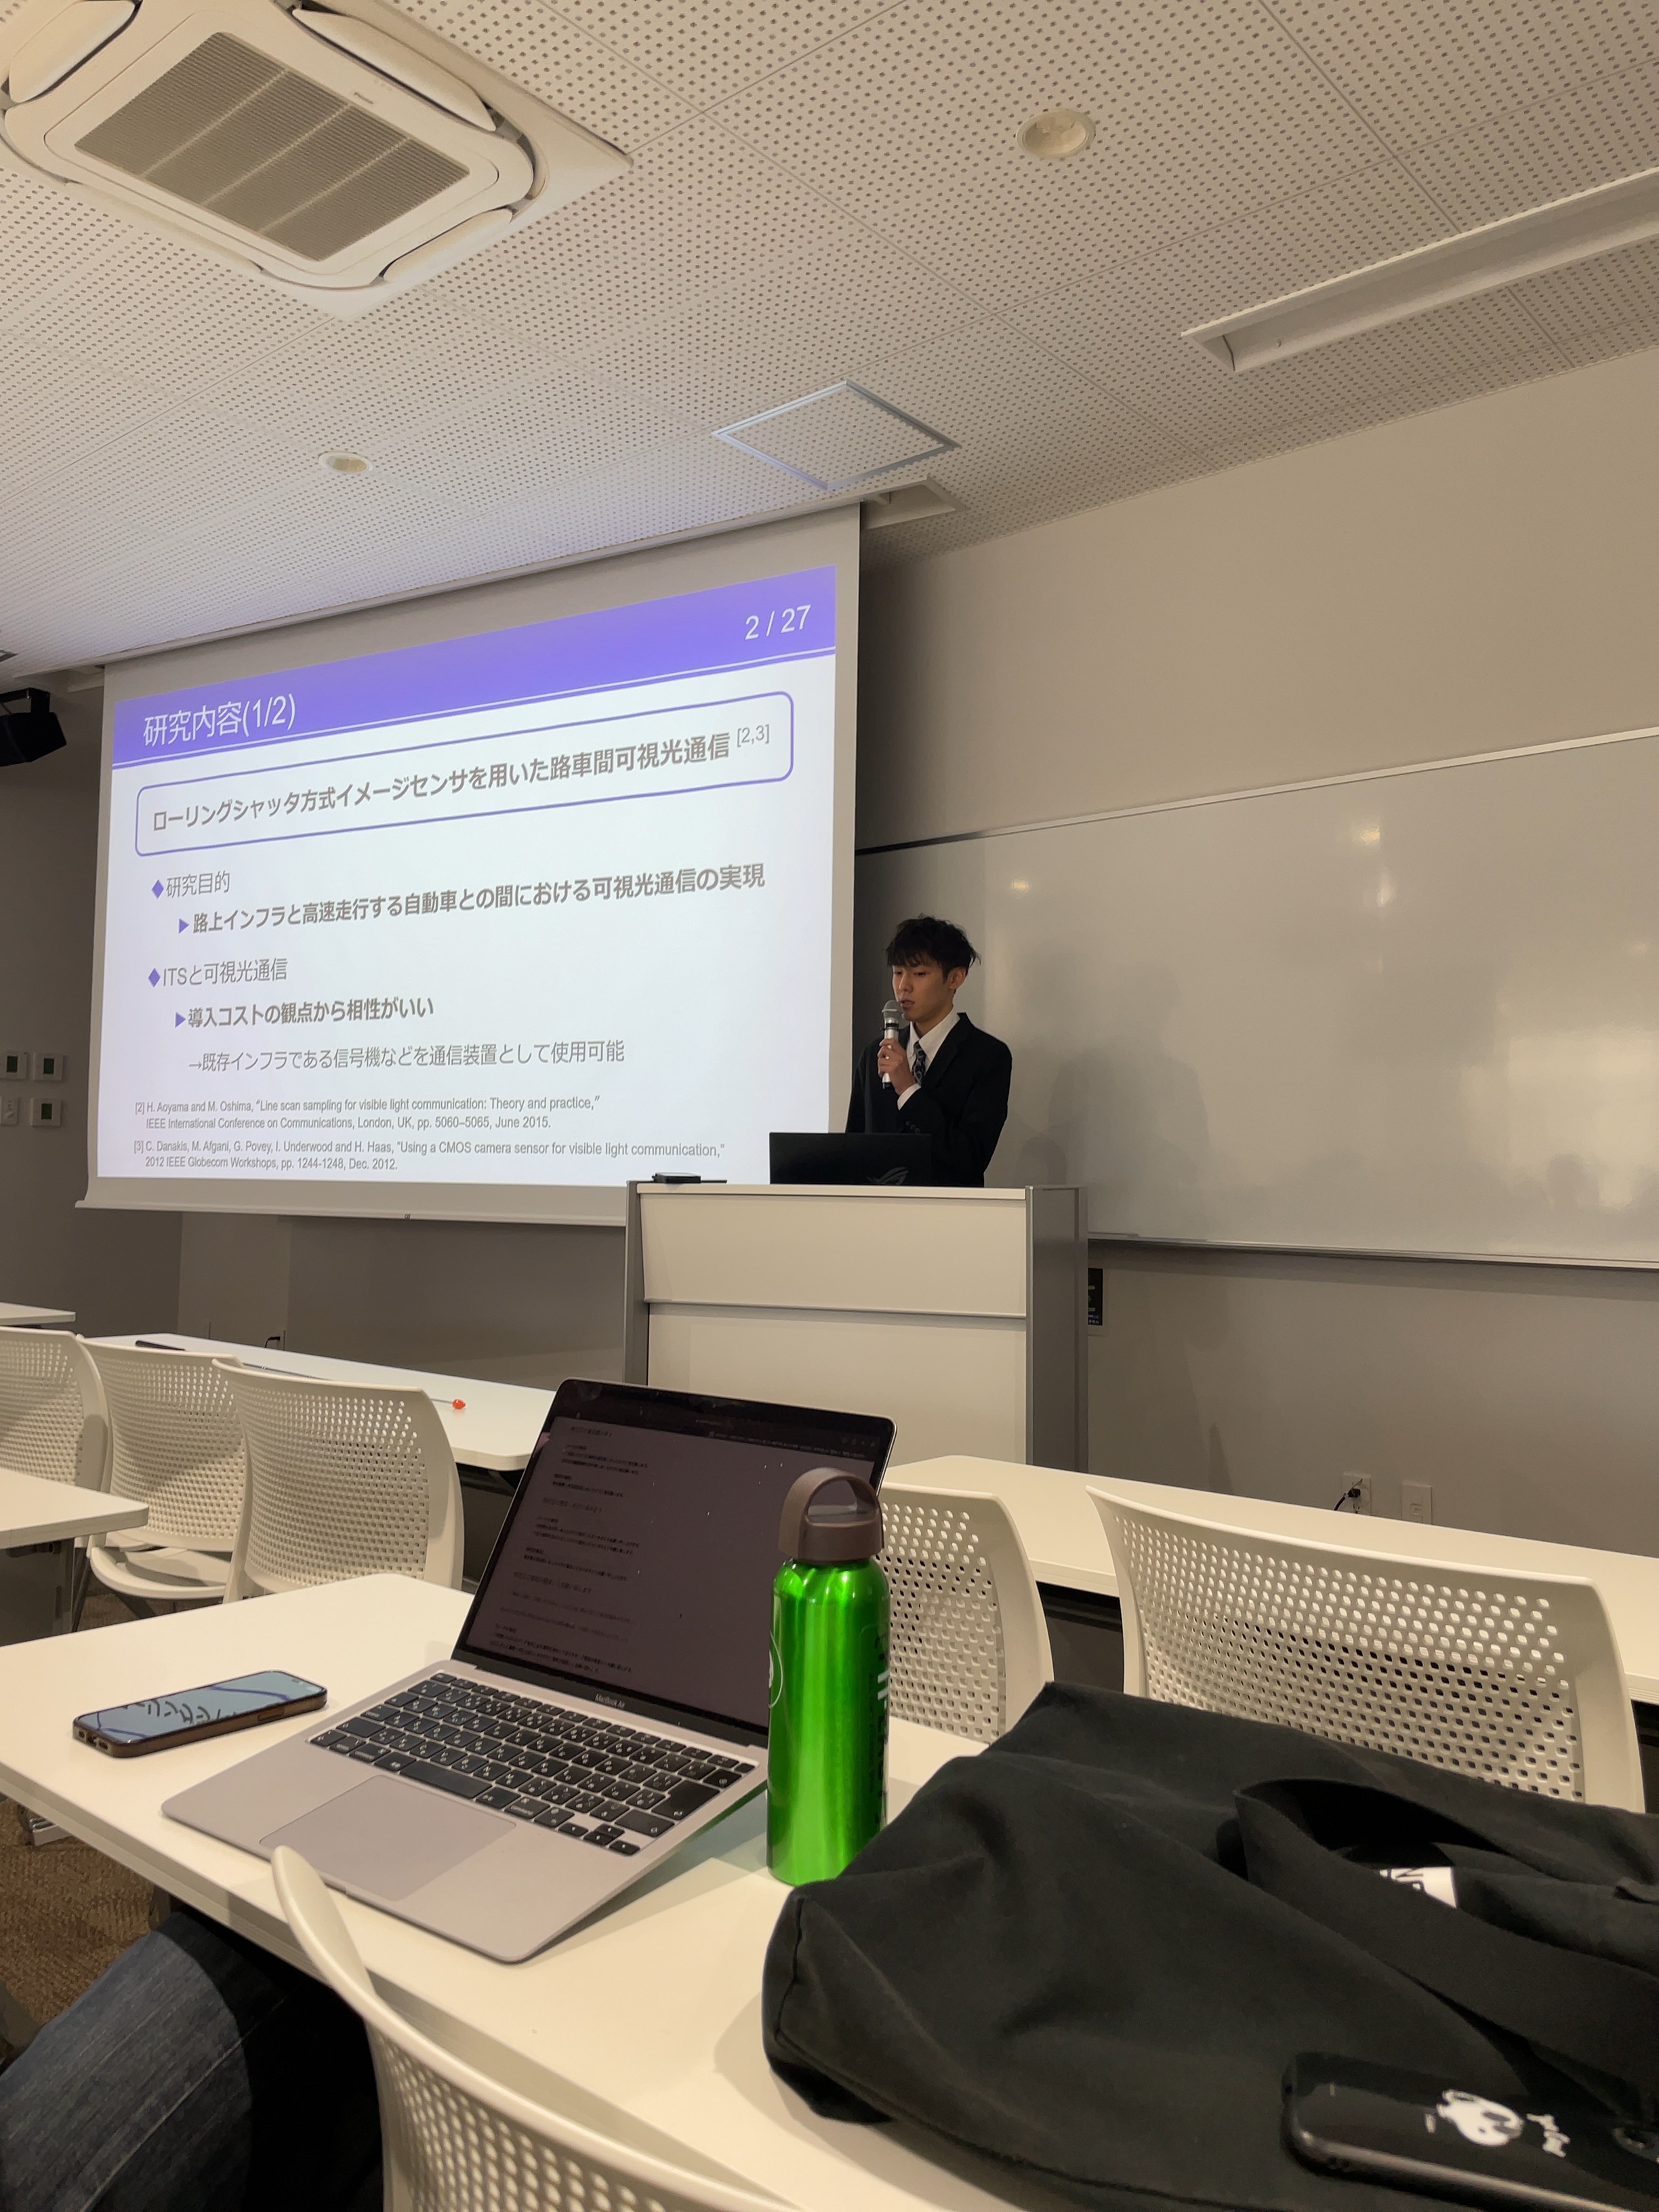 2 / 27
研究内容(1/2)
ローリングシャッタ方式イメージセンサを用いた路車間可視光通信 [2,3]
◆研究目的
▶路上インフラと高速走行する自動車との間における可視光通信の実現
◆ITSと可視光通信
▶導入コストの観点から相性がいい
→既存インフラである信号機などを通信装置として使用可能
[2] H. Aoyama and M. Oshima, "Line scan sampling for visible light communication: Theory and practice,"
IEEE International Conference on Communications, London, UK, pp. 5060–5065, June 2015.
[3] C. Danakis, M. Afgani, G. Povey, I. Underwood and H. Haas, "Using a CMOS camera sensor for visible light communication,"
2012 IEEE Globecom Workshops, pp. 1244-1248, Dec. 2012.
MacBook Air